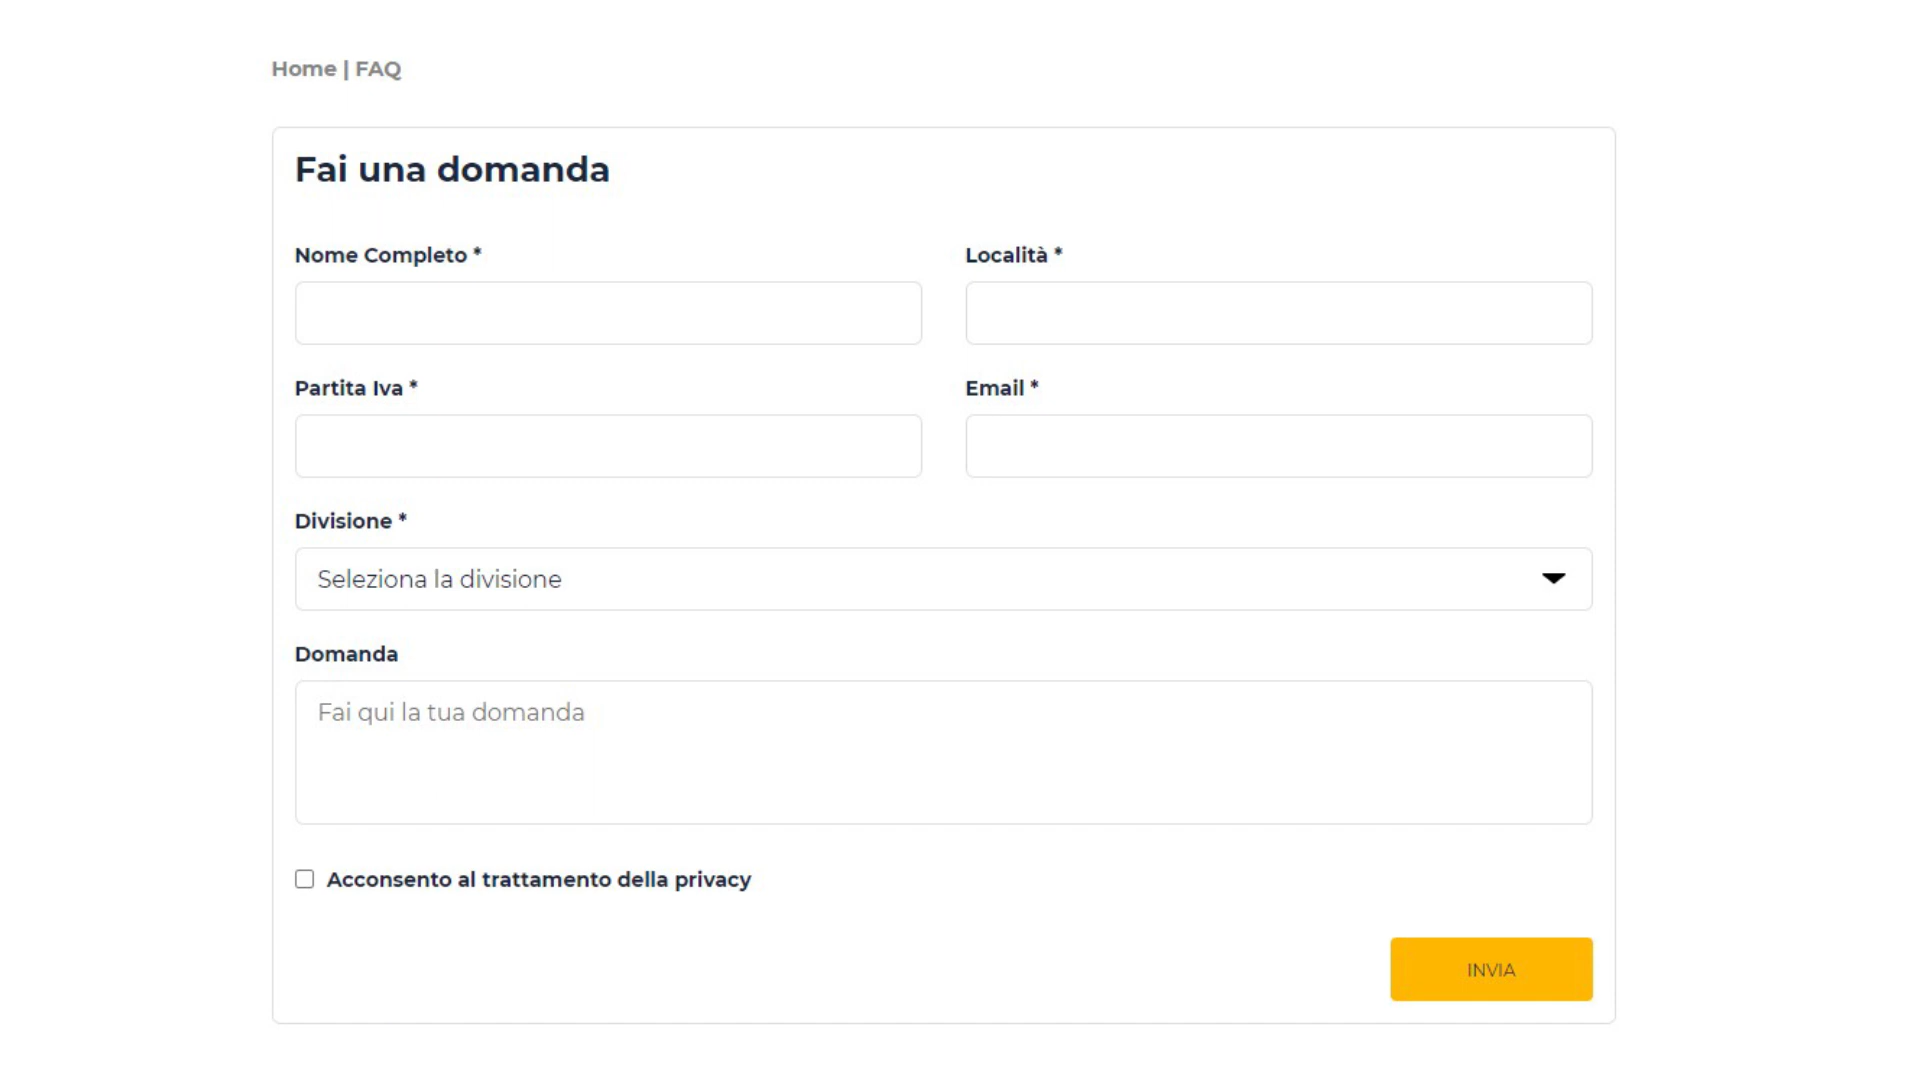 Home | FAQ
Fai una domanda
Nome Completo *
Località *
Partita Iva *
Email *
Divisione *
Seleziona la divisione
Domanda
Fai qui la tua domanda
Acconsento al trattamento della privacy
INVIA